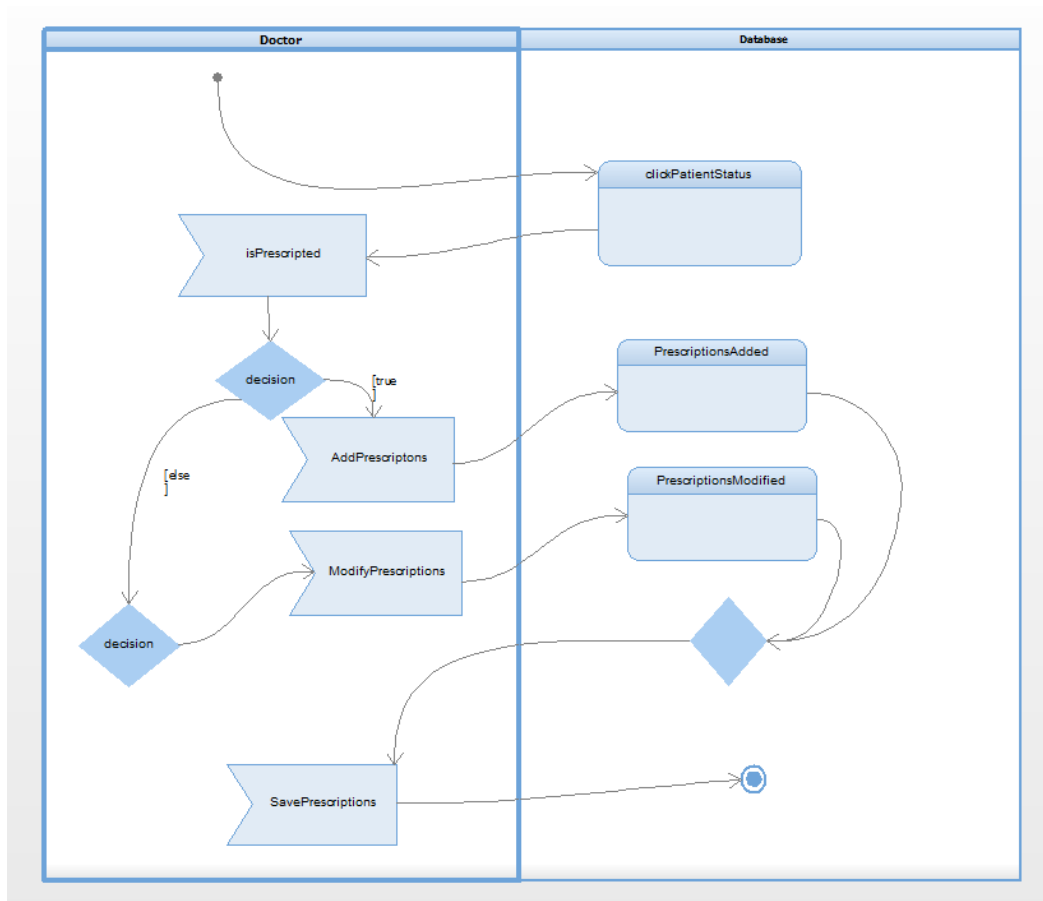 Doctor
Database
clickPatientStatus
isPrescripted
decision
[true
]
PrescriptionsAdded
AddPrescriptons
[else
]
PrescriptionsModified
ModifyPrescriptions
decision
SavePrescriptions